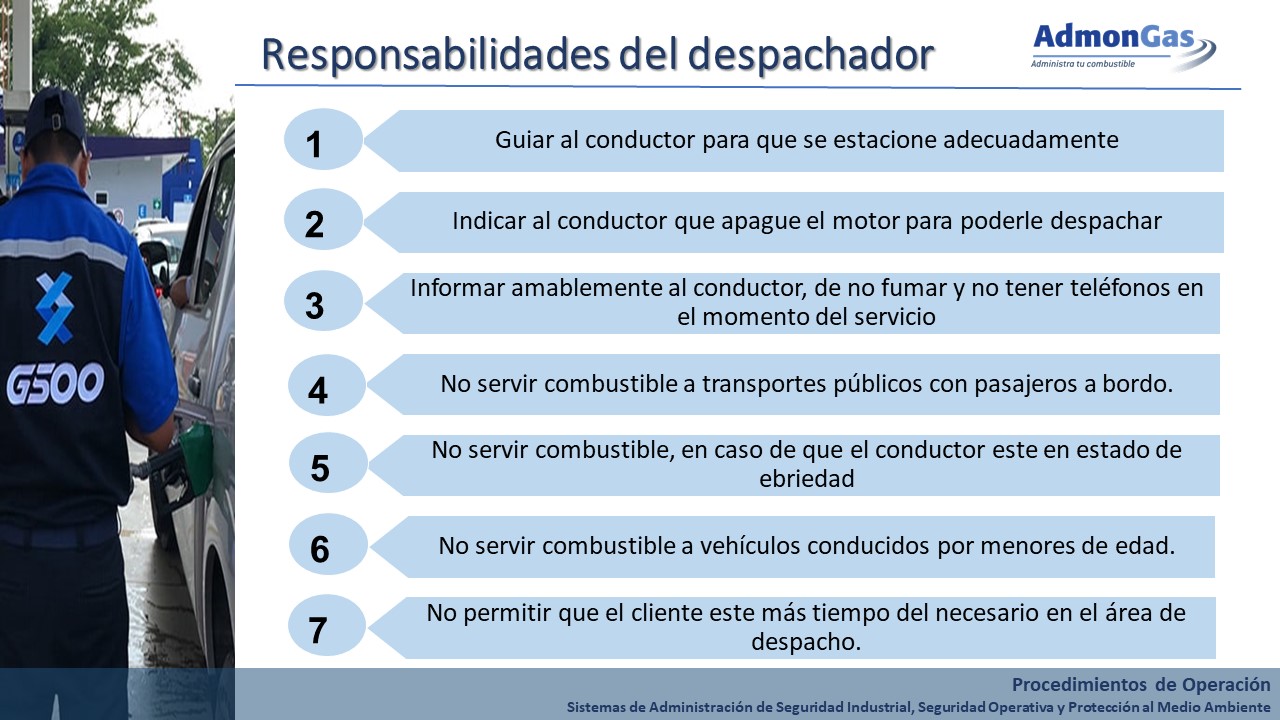 Responsabilidades del despachador
AdmonGas
Administra tu combustible
1
Guiar al conductor para que se estacione adecuadamente
2
Indicar al conductor que apague el motor para poderle despachar
3
Informar amablemente al conductor, de no fumar y no tener teléfonos en
el momento del servicio
4
No servir combustible a transportes públicos con pasajeros a bordo.
5
No servir combustible, en caso de que el conductor este en estado de
ebriedad
6
No servir combustible a vehículos conducidos por menores de edad.
7
No permitir que el cliente este más tiempo del necesario en el área de
despacho.
G500
Procedimientos de Operación
Sistemas de Administración de Seguridad Industrial, Seguridad Operativa y Protección al Medio Ambiente